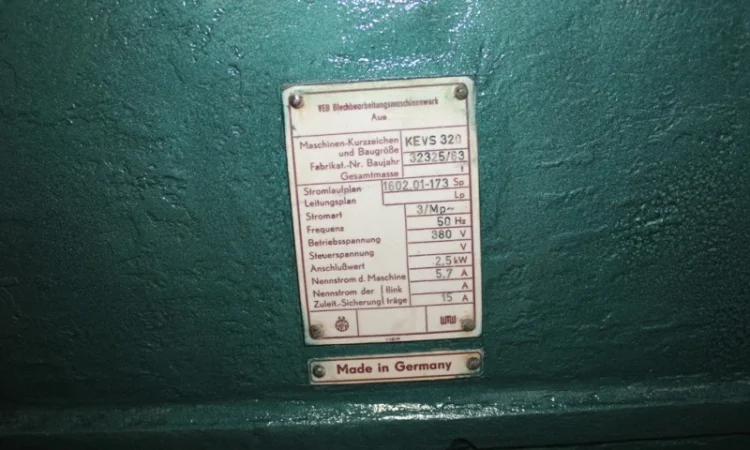 VEB Blechbearbeitungsmaschinenwerk
Aue
Maschinen-Kurzzeichen und Baugröße KEVS 320
Fabrikat.-Nr. Baujahr 32325/63
Gesamtmasse t
Stromlaufplan 1602.01-173 Sp
Leitungsplan Lp
Stromart 3/Mp~
Frequenz 50 Hz
Betriebsspannung 380 V
Steuerspannung V
Anschlußwert 2,5 kW
Nennstrom d. Maschine 5,7 A
Nennstrom der flink A
Zuleit.-Sicherung träge 15 A
WMW
Made in Germany